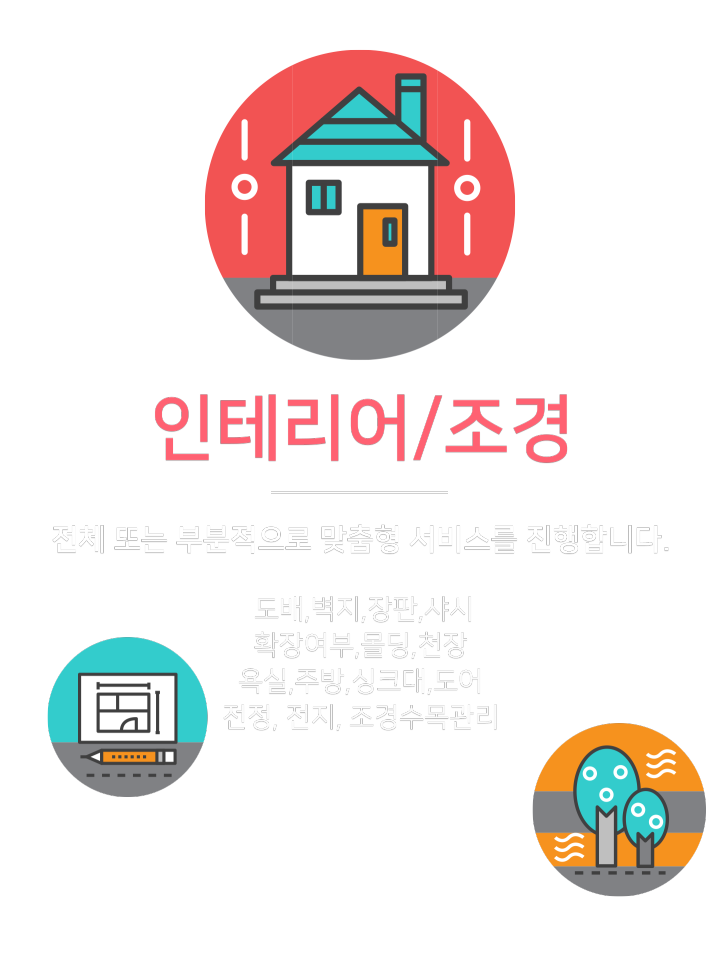 인테리어/조경
전체 또는 부분적으로 맞춤형 서비스를 진행합니다.
도배,벽지,장판,샤시
확장여부,몰딩,천장
욕실,주방,싱크대,도어
전정, 전지, 조경수목관리